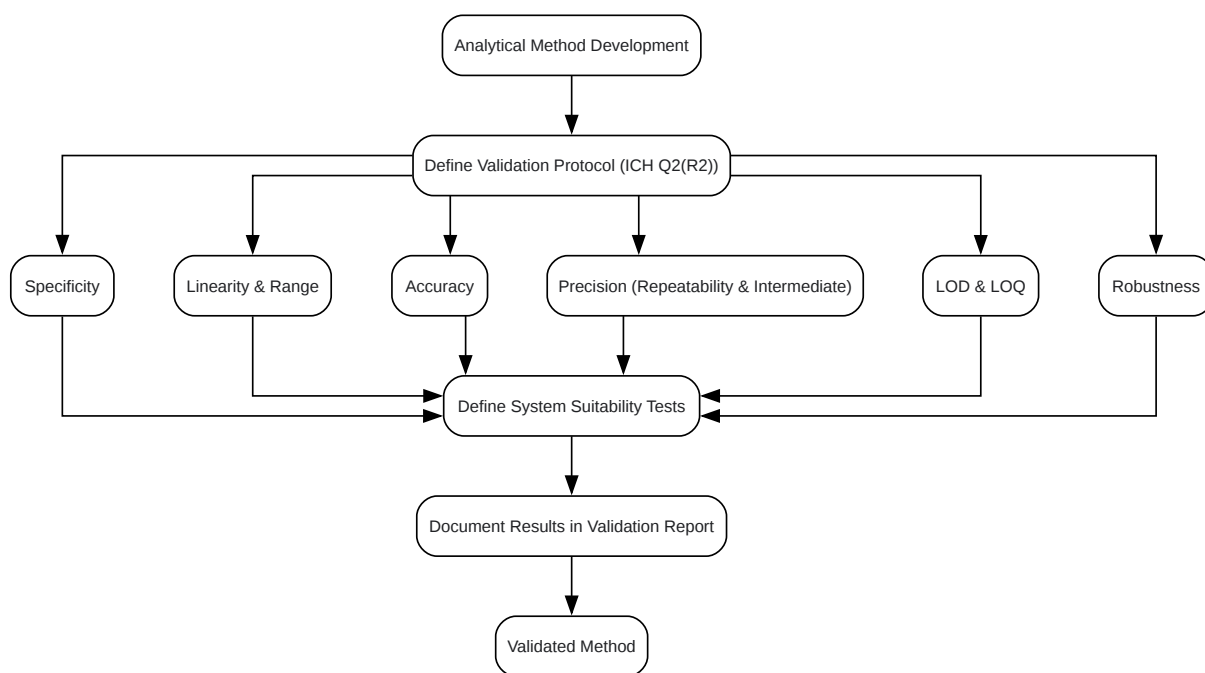 Analytical Method Development
Define Validation Protocol (ICH Q2(R2))
Specificity
Linearity & Range
Accuracy
Precision (Repeatability & Intermediate)
LOD & LOQ
Robustness
Define System Suitability Tests
Document Results in Validation Report
Validated Method